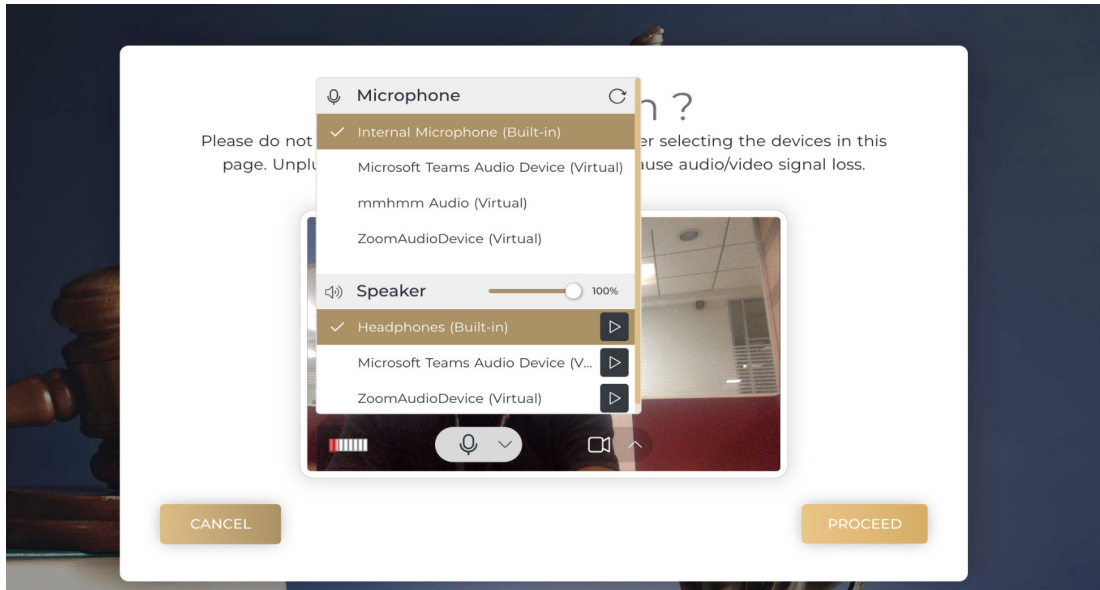 Microphone
?
Internal Microphone (Built-in)
Please do not
er selecting the devices in this
page. Unplu
ause audio/video signal loss.
Microsoft Teams Audio Device (Virtual)
mmhmm Audio (Virtual)
ZoomAudioDevice (Virtual)
Speaker 100%
Headphones (Built-in)
Microsoft Teams Audio Device (V...
ZoomAudioDevice (Virtual)
CANCEL
PROCEED